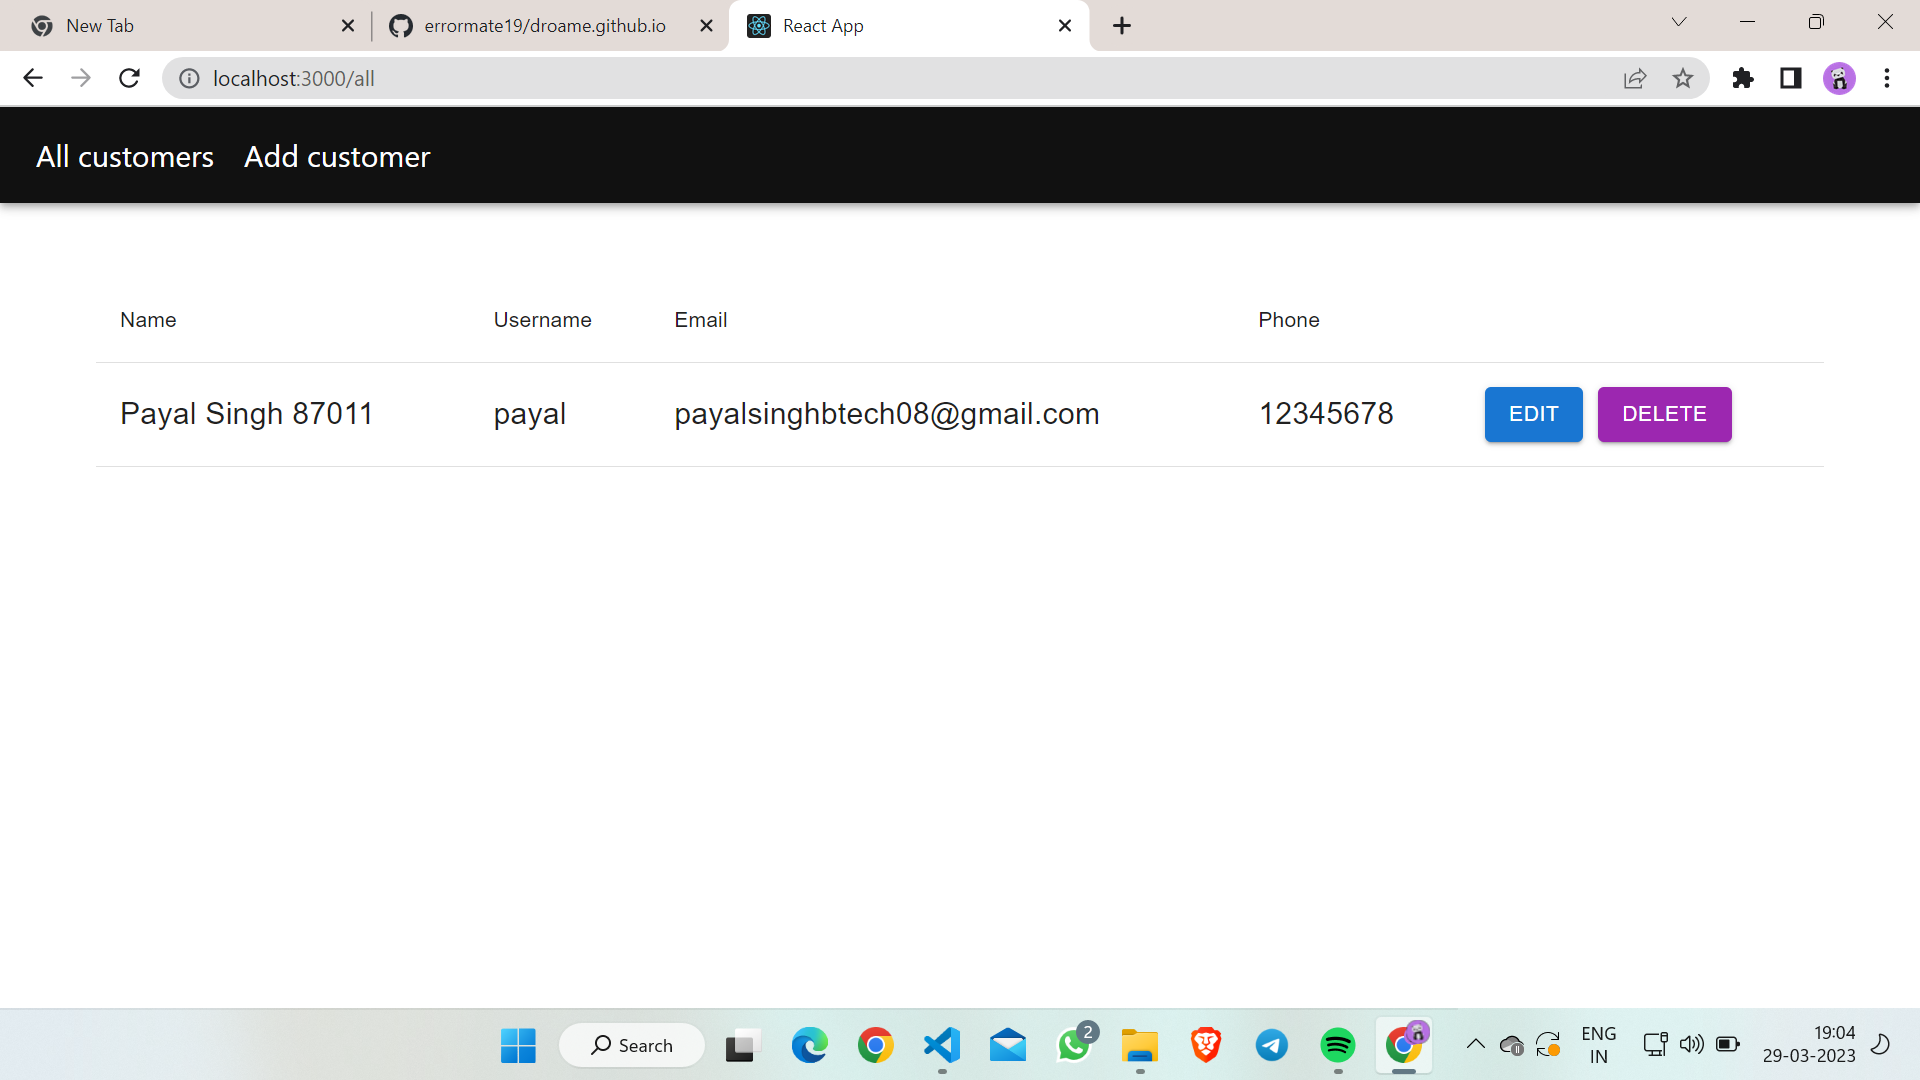 New Tab
errormate19/droame.github.io
React App
localhost:3000/all
All customers
Add customer
Name
Username
Email
Phone
Payal Singh 87011
payal
payalsinghbtech08@gmail.com
12345678
EDIT
DELETE
Search
2
ENG
IN
19:04
29-03-2023